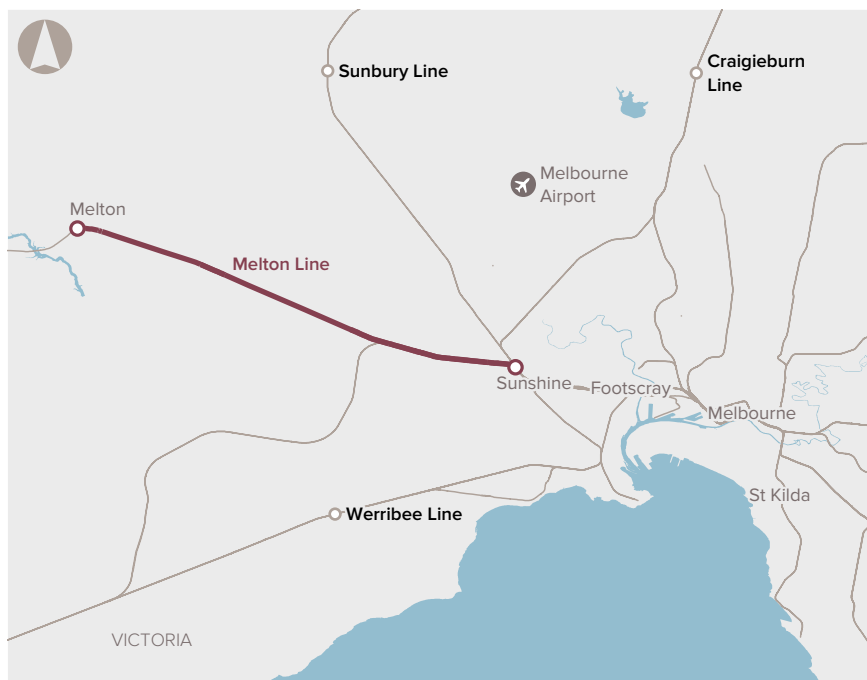 Sunbury Line
Craigieburn
Line
Melbourne
Airport
Melton
Melton Line
Sunshine
Footscray
Melbourne
St Kilda
Werribee Line
VICTORIA